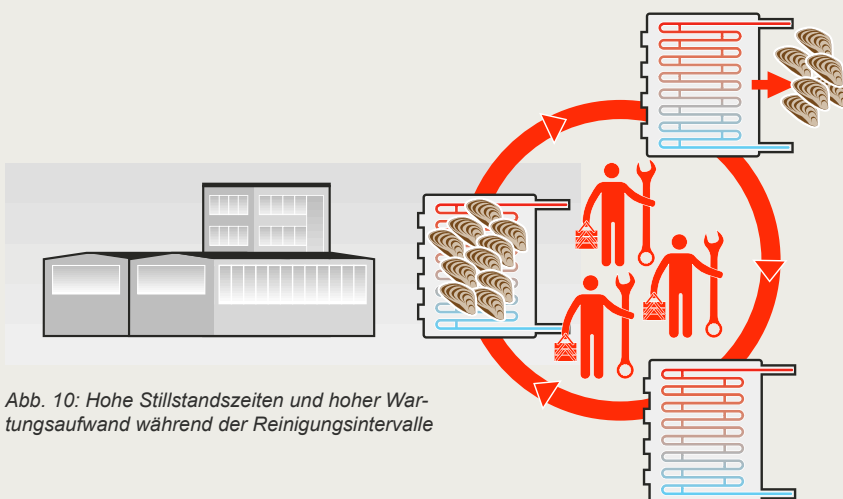 Abb. 10: Hohe Stillstandszeiten und hoher War-
tungsaufwand während der Reinigungsintervalle